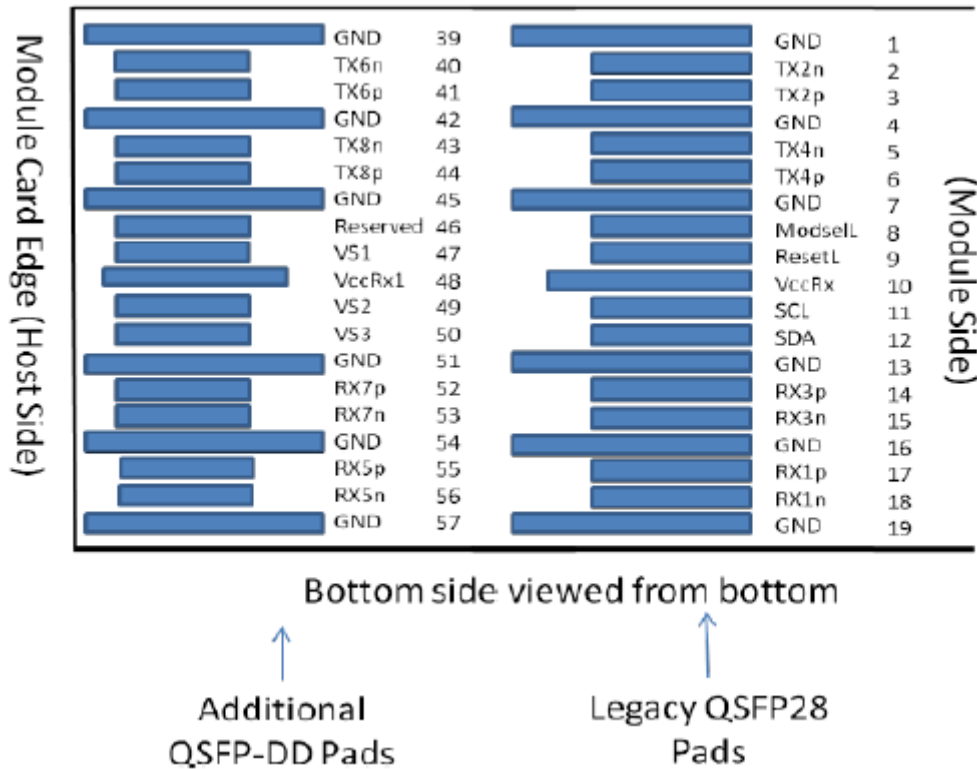 Module Card Edge (Host Side)
GND 39
TX6n 40
TX6p 41
GND 42
TX8n 43
TX8p 44
GND 45
Reserved 46
VS1 47
VccRx1 48
VS2 49
VS3 50
GND 51
RX7p 52
RX7n 53
GND 54
RX5p 55
RX5n 56
GND 57
GND 1
TX2n 2
TX2p 3
GND 4
TX4n 5
TX4p 6
GND 7
ModselL 8
ResetL 9
VccRx 10
SCL 11
SDA 12
GND 13
RX3p 14
RX3n 15
GND 16
RX1p 17
RX1n 18
GND 19
(Module Side)
Bottom side viewed from bottom
Additional
QSFP-DD Pads
Legacy QSFP28
Pads